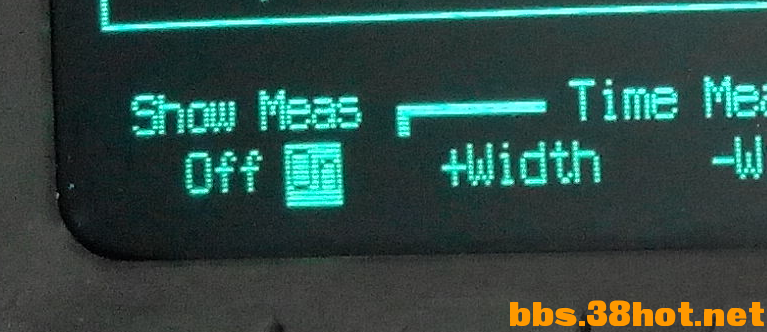 Show Meas
Time Mea
Off On
+Width
-W
bbs.38hot.net